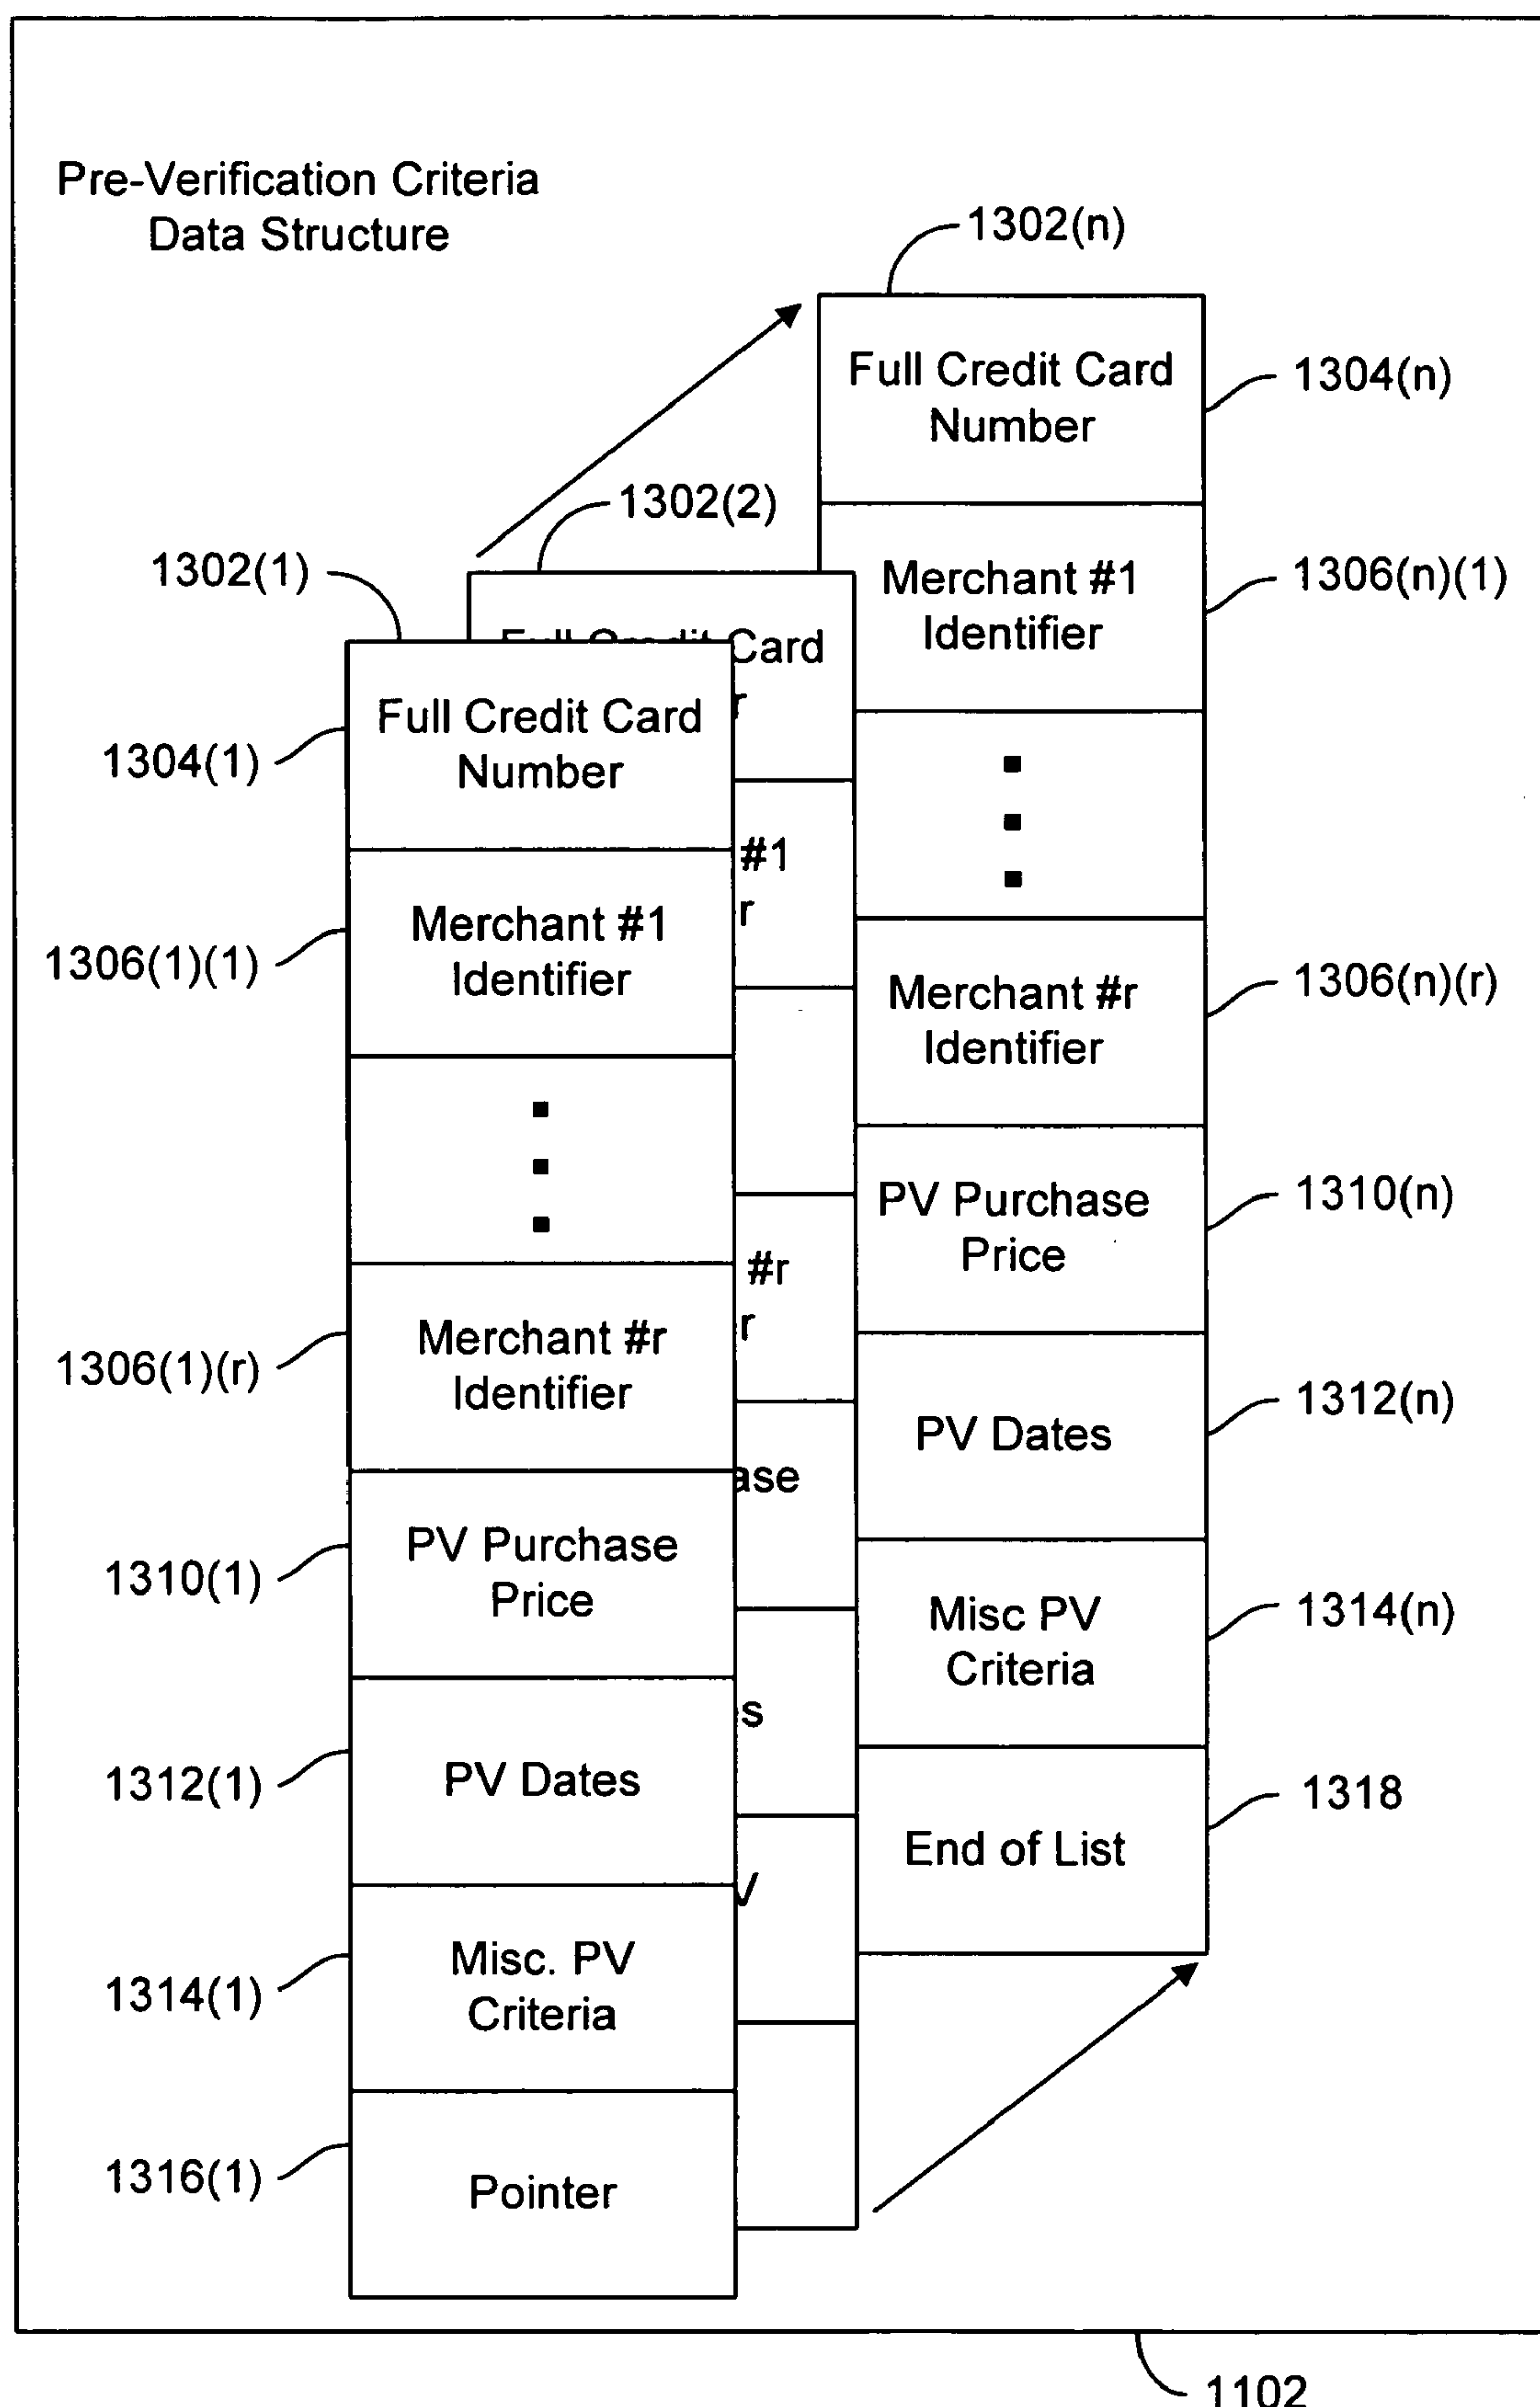 Pre-Verification Criteria
Data Structure
1302(n)
Full Credit Card
Number
1304(n)
1302(2)
1302(1)
Merchant #1
Identifier
1306(n)(1)
Card
Full Credit Card
Number
1304(1)
#1
r
Merchant #1
Identifier
1306(1)(1)
Merchant #r
Identifier
1306(n)(r)
PV Purchase
Price
1310(n)
#r
r
Merchant #r
Identifier
1306(1)(r)
PV Dates
1312(n)
ase
PV Purchase
Price
1310(1)
Misc PV
Criteria
1314(n)
s
PV Dates
1312(1)
End of List
1318
V
Misc. PV
Criteria
1314(1)
Pointer
1316(1)
1102